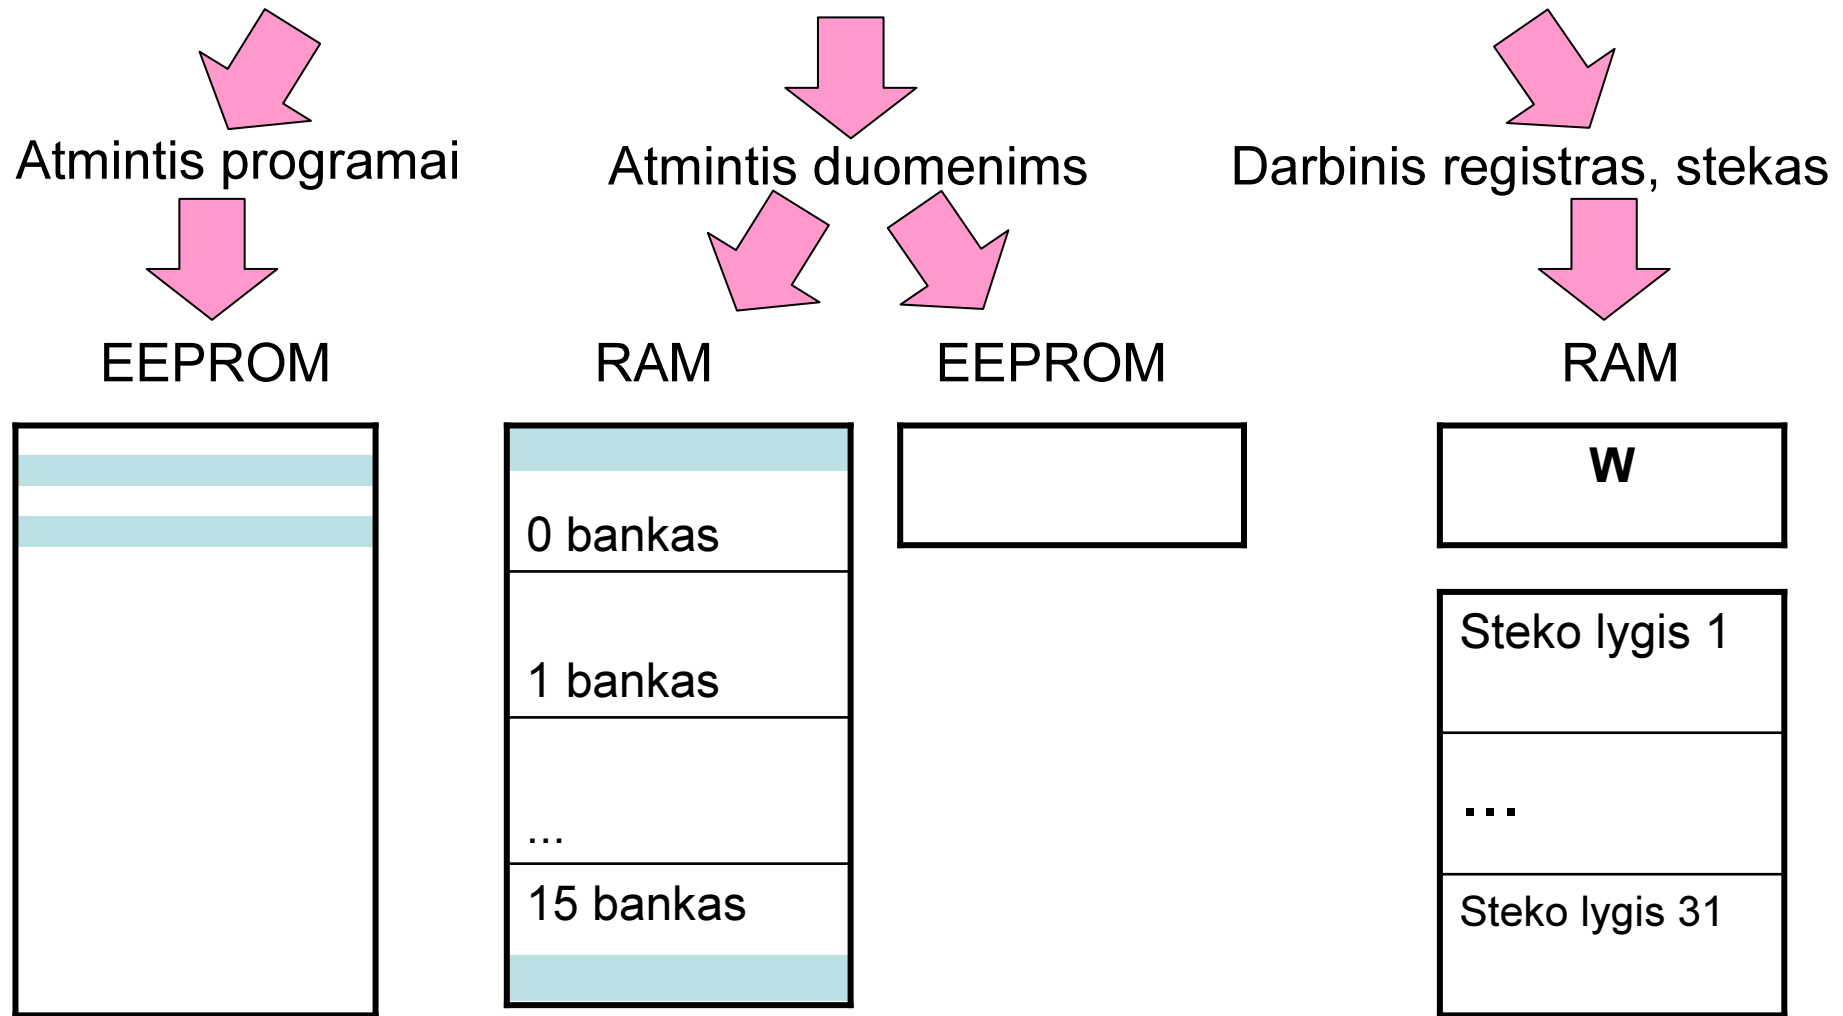 Atmintis programai
Atmintis duomenims
Darbinis registras, stekas
EEPROM
RAM
EEPROM
RAM
0 bankas
1 bankas
...
15 bankas
W
Steko lygis 1
...
Steko lygis 31